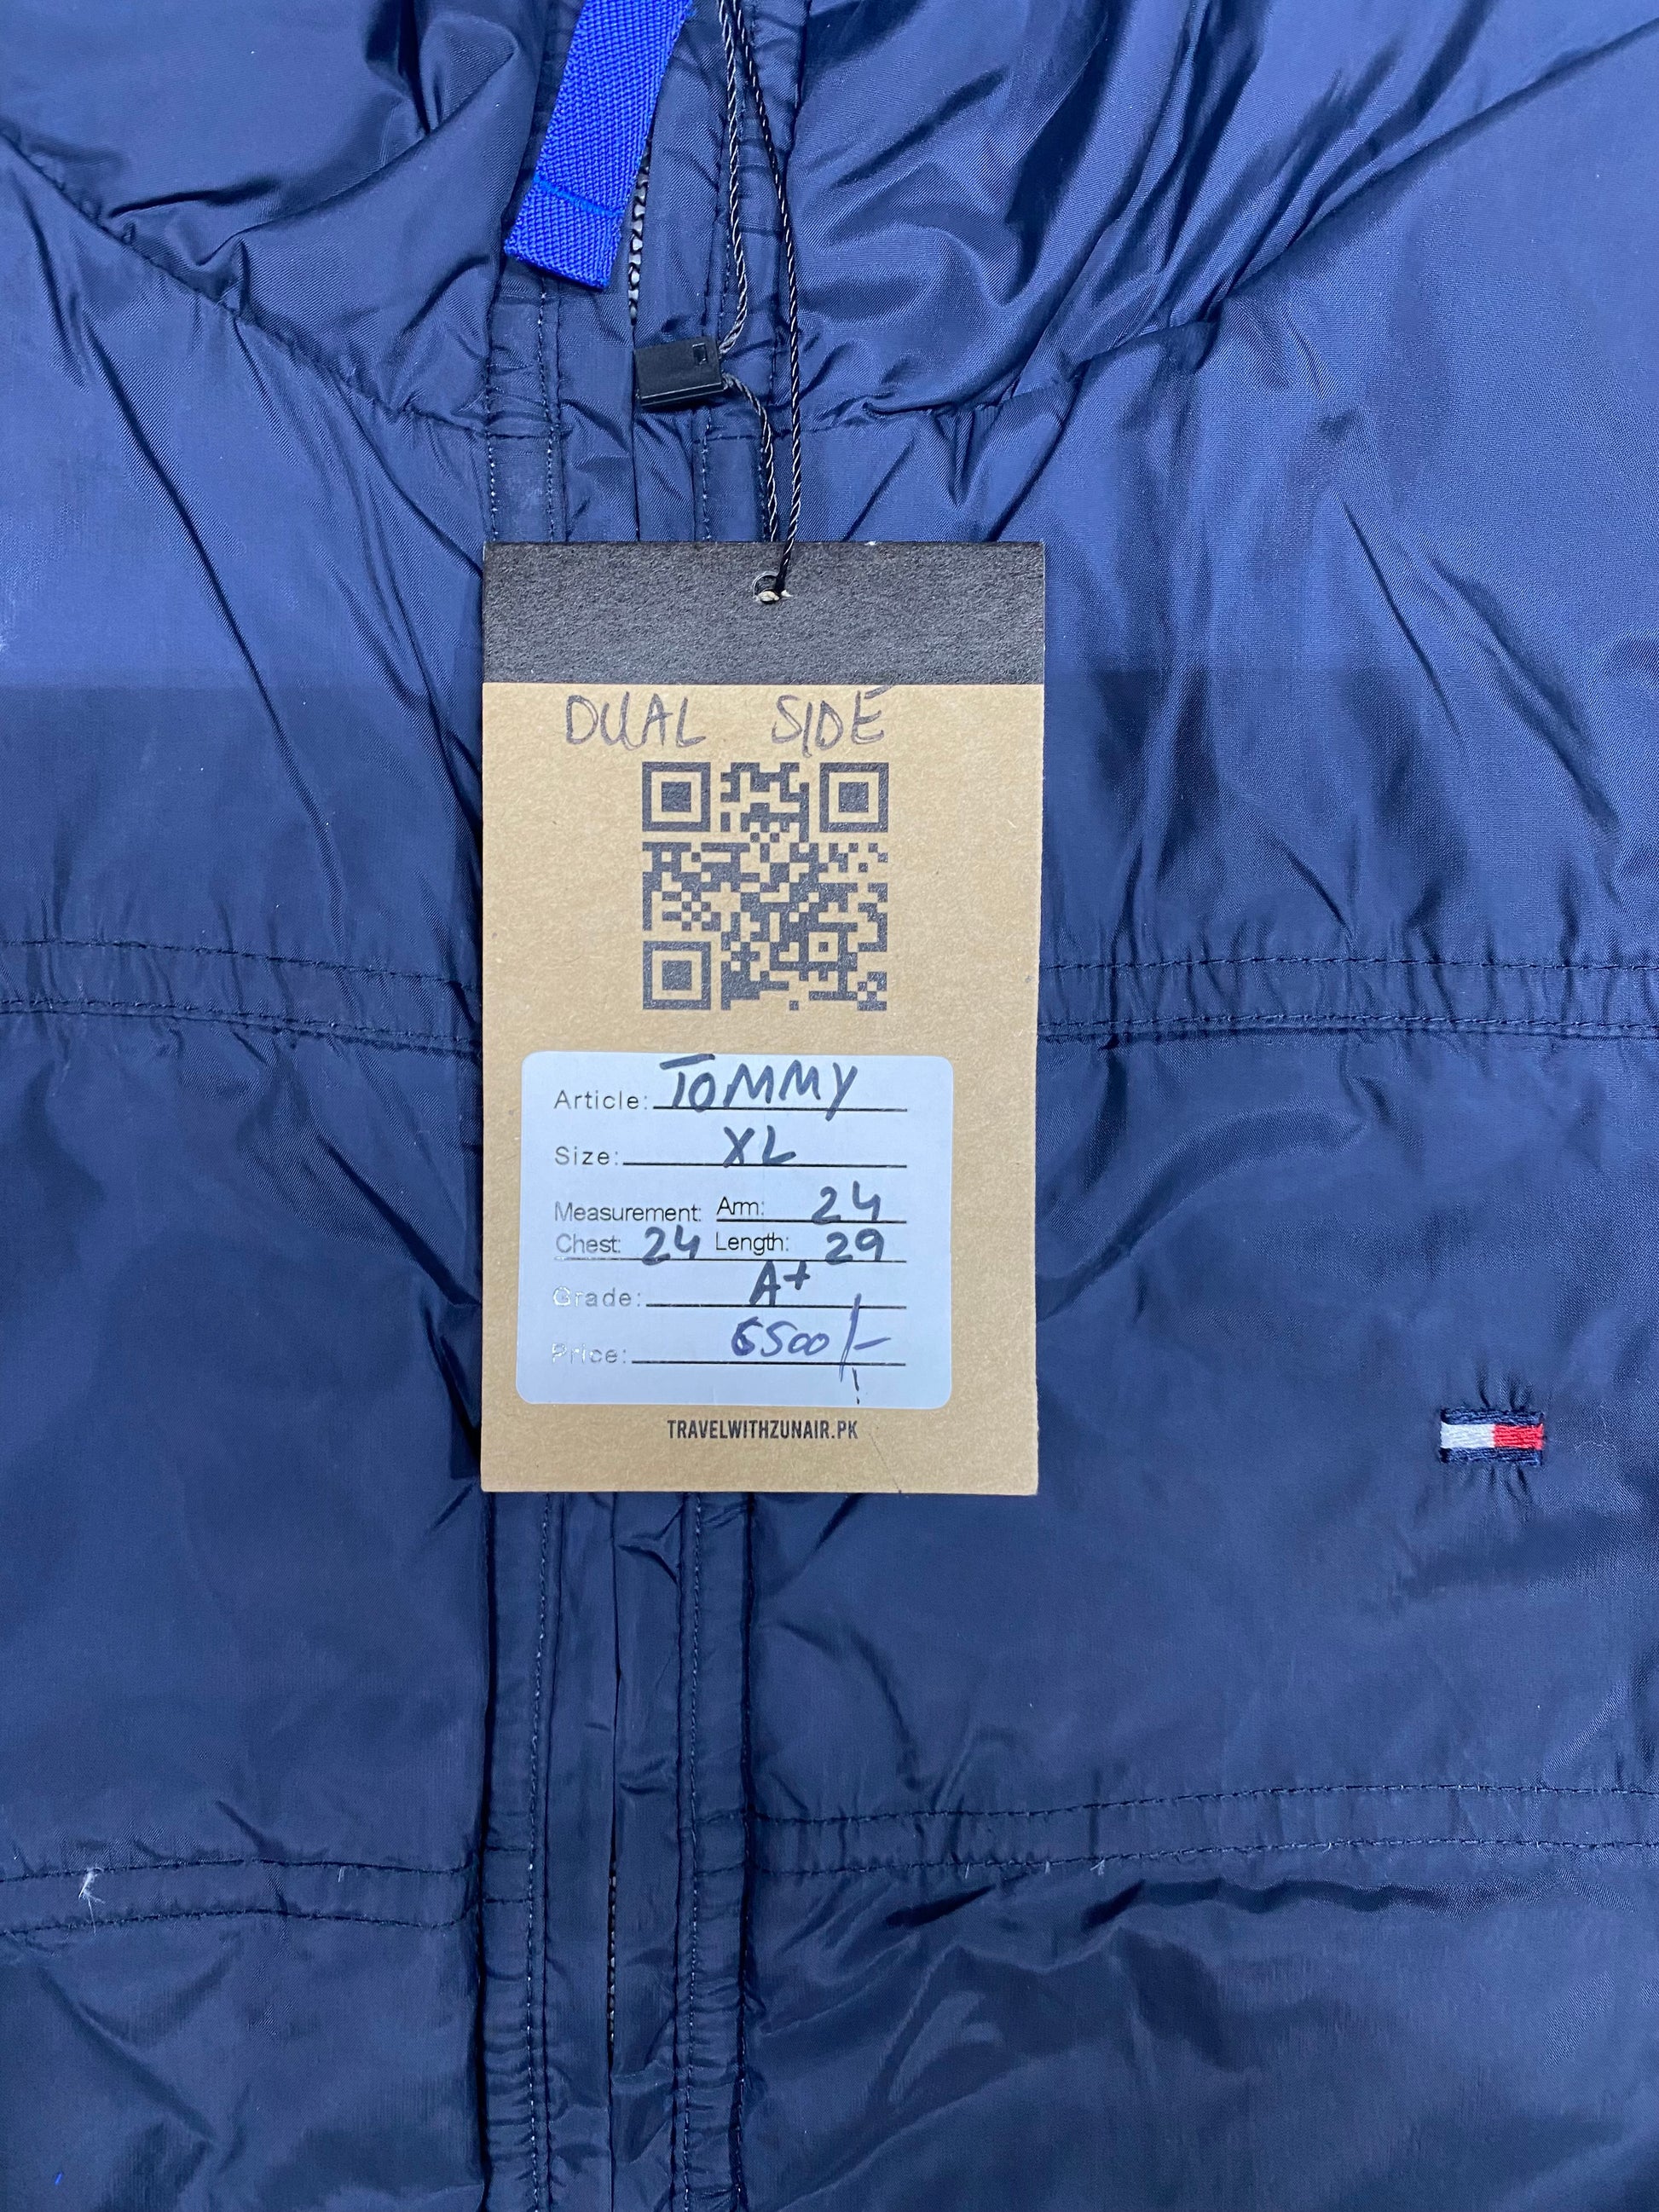 DUAL SIDE
Article: TOMMY
Size: XL
Measurement: Arm: 24
Chest: 24 Length: 29
Grade: A+
Price: 6500/-
TRAVELWITHZUNAIR.PK